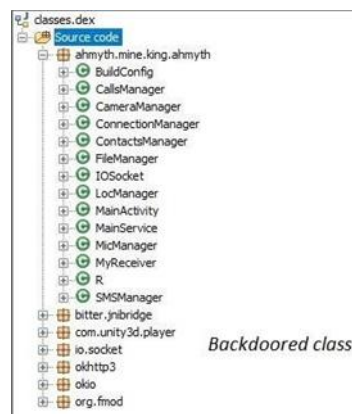 classes.dex
Source code
ahmyth.mine.king.ahmyth
BuildConfig
CallsManager
CameraManager
ConnectionManager
ContactsManager
FileManager
IOSocket
LocManager
MainActivity
MainService
MicManager
MyReceiver
R
SMSManager
bitter.jnibridge
com.unity3d.player
io.socket
Backdoored class
okhttp3
okio
org.fmod